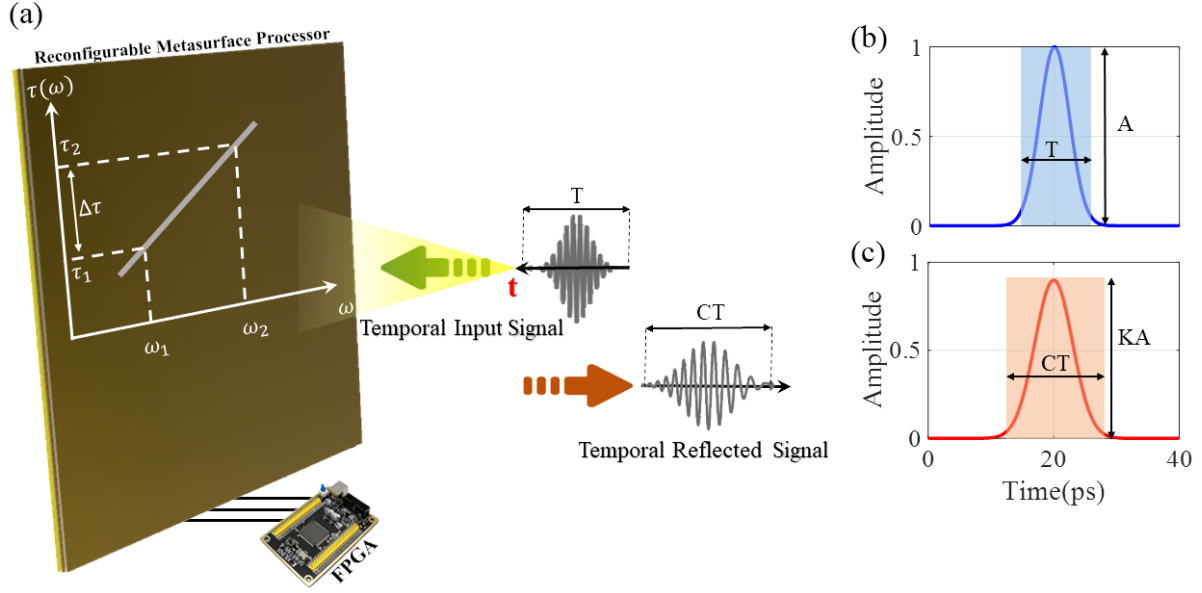 (a)
Reconfigurable Metasurface Processor
τ(ω)
τ₂
Δτ
τ₁
ω
ω₁
ω₂
T
t
Temporal Input Signal
CT
Temporal Reflected Signal
FPGA
(b)
1
0.5
0
Amplitude
T
A
(c)
1
0.5
0
Amplitude
CT
KA
0
20
40
Time(ps)